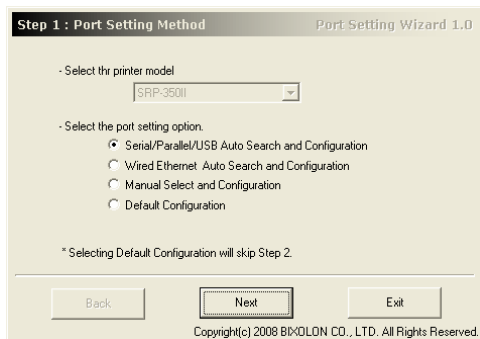 Step 1 : Port Setting Method
Port Setting Wizard 1.0
- Select thr printer model
SRP-350II
- Select the port setting option.
Serial/Parallel/USB Auto Search and Configuration
Wired Ethernet Auto Search and Configuration
Manual Select and Configuration
Default Configuration
* Selecting Default Configuration will skip Step 2.
Back
Next
Exit
Copyright(c) 2008 BIXOLON CO., LTD. All Rights Reserved.